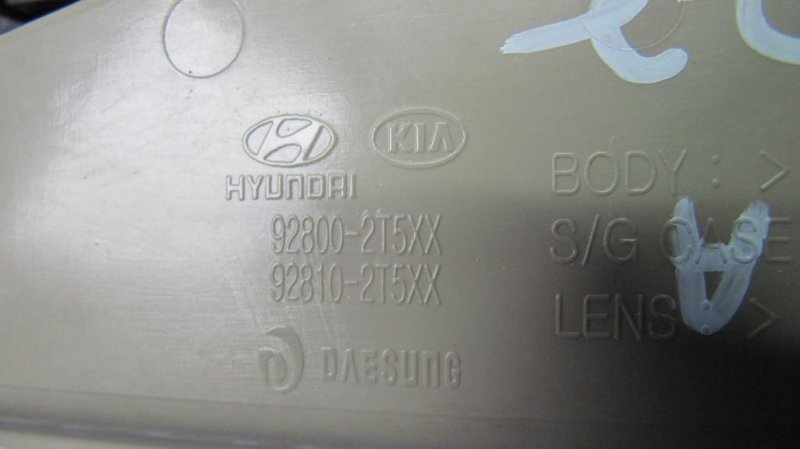 KIA
HYUNDAI
92800-2T5XX
92810-2T5XX
DAESUNG
BODY : >
S/G CASE
LENS : >
A